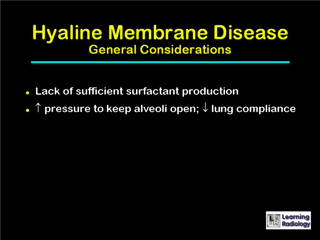 Hyaline Membrane Disease
General Considerations
Lack of sufficient surfactant production
↑ pressure to keep alveoli open; ↓ lung compliance
Learning
Radiology